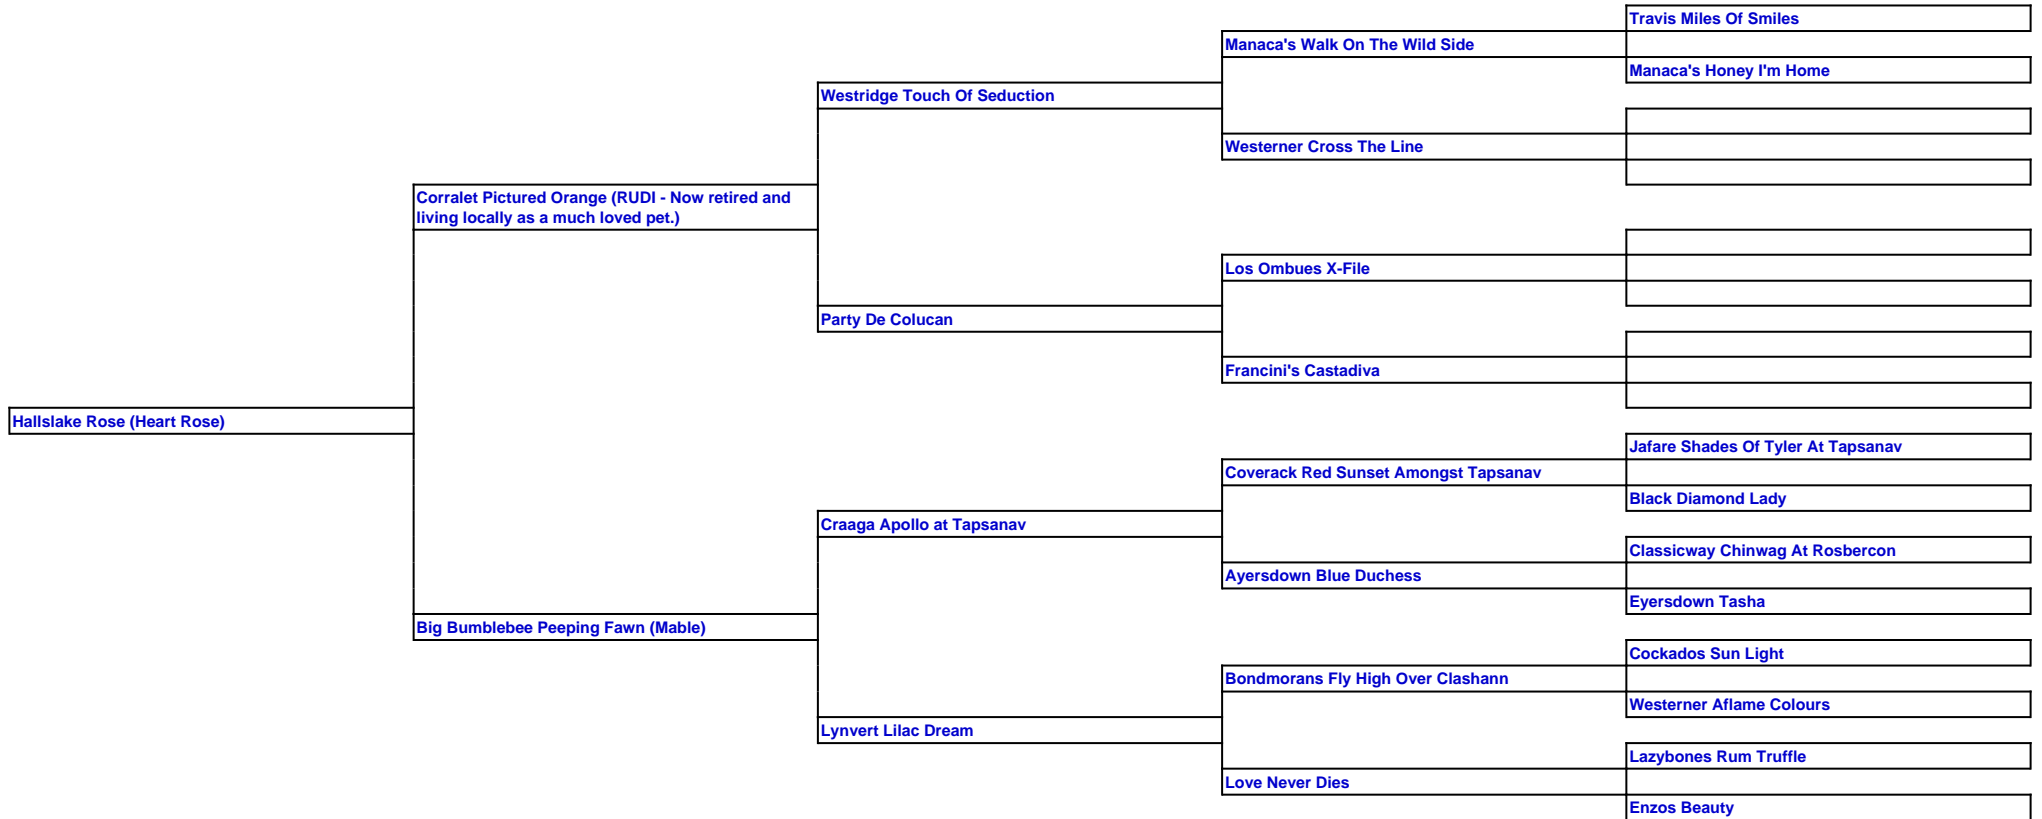 Travis Miles Of Smiles
Manaca's Walk On The Wild Side
Manaca's Honey I'm Home
Westridge Touch Of Seduction
Westerner Cross The Line
Corralet Pictured Orange (RUDI - Now retired and
living locally as a much loved pet.)
Los Ombues X-File
Party De Colucan
Francini's Castadiva
Hallslake Rose (Heart Rose)
Jafare Shades Of Tyler At Tapsanav
Coverack Red Sunset Amongst Tapsanav
Black Diamond Lady
Craaga Apollo at Tapsanav
Classicway Chinwag At Rosbercon
Ayersdown Blue Duchess
Eyersdown Tasha
Big Bumblebee Peeping Fawn (Mable)
Cockados Sun Light
Bondmorans Fly High Over Clashann
Westerner Aflame Colours
Lynvert Lilac Dream
Lazybones Rum Truffle
Love Never Dies
Enzos Beauty